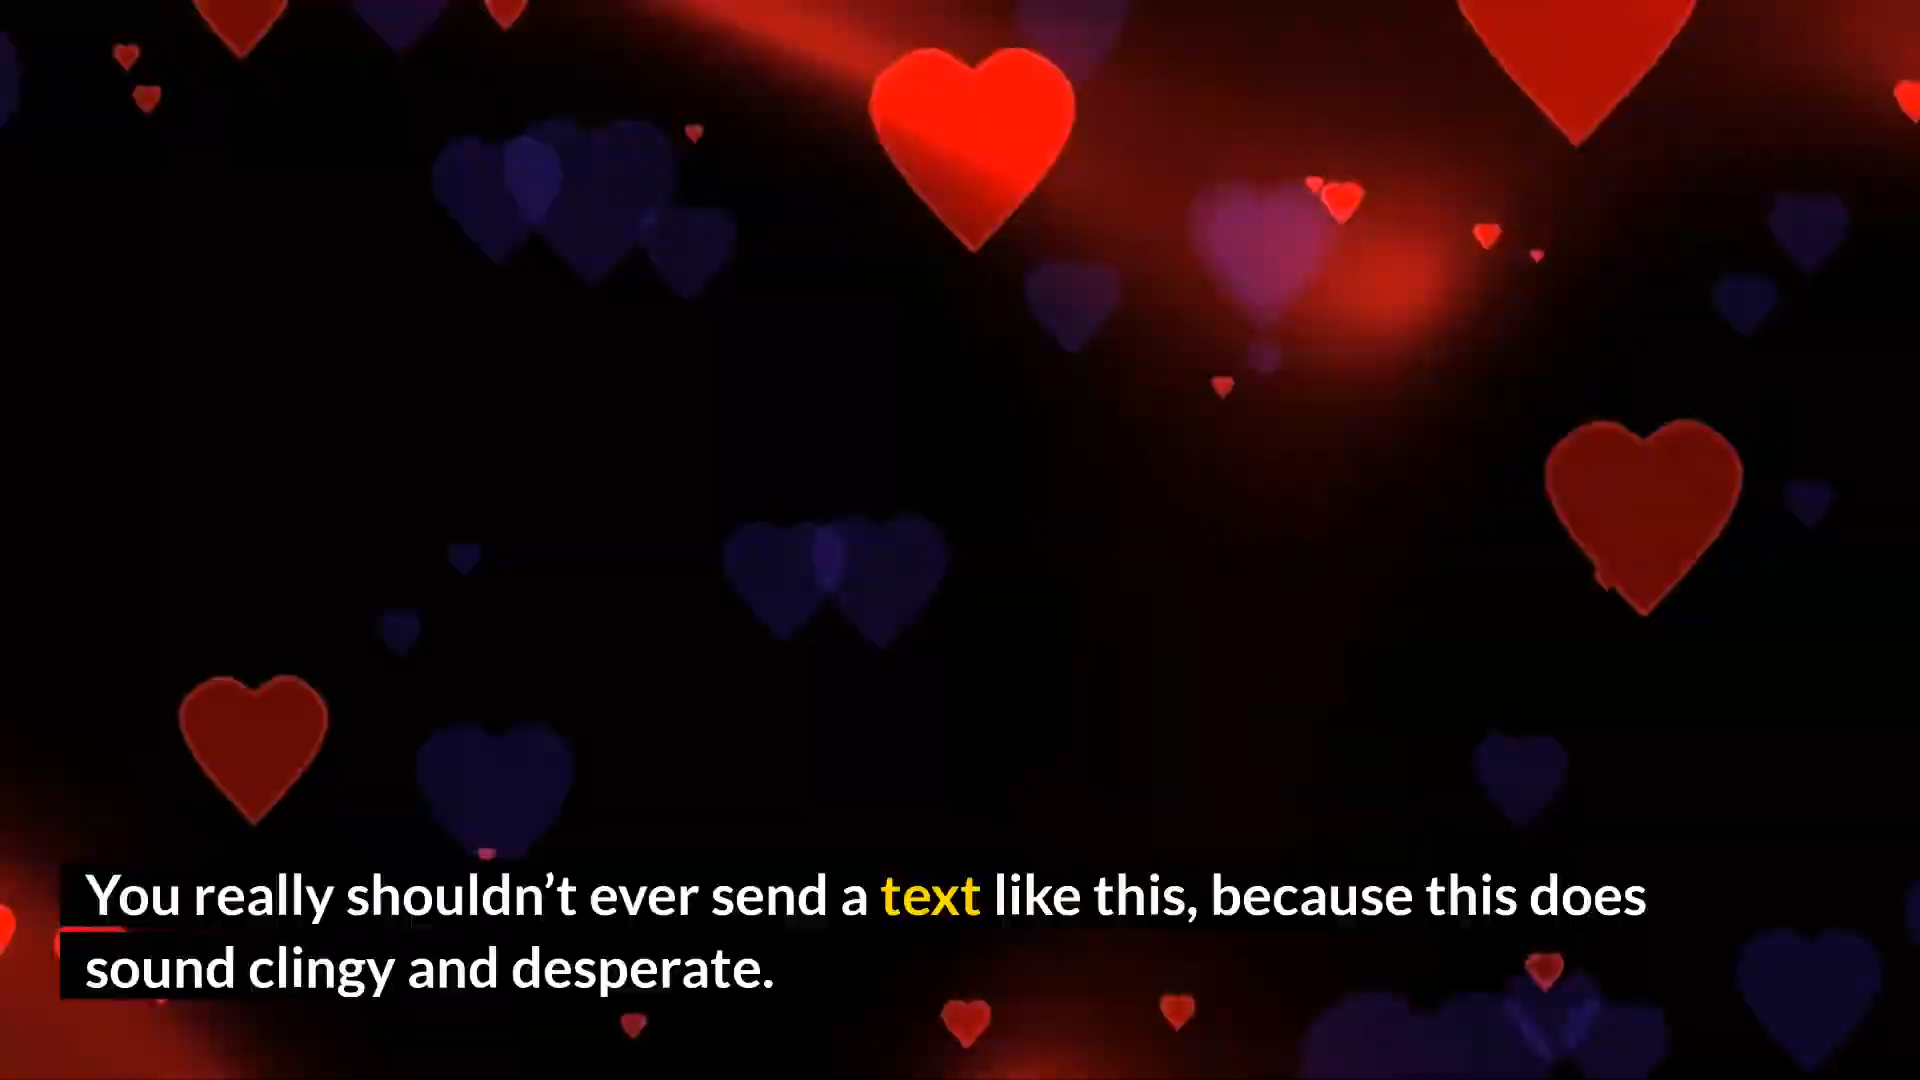 You really shouldn’t ever send a text like this, because this does
sound clingy and desperate.